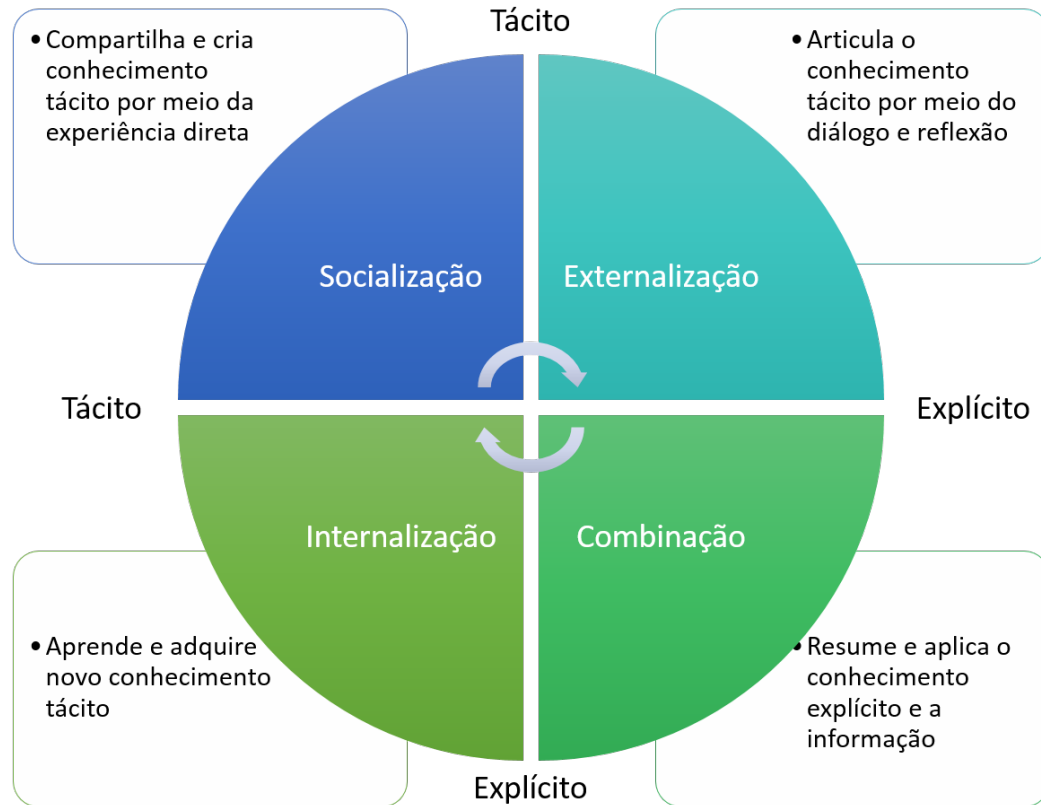 Tácito
• Compartilha e cria
conhecimento
tácito por meio da
experiência direta
• Articula o
conhecimento
tácito por meio do
diálogo e reflexão
Socialização
Externalização
Tácito
Explícito
Internalização
Combinação
• Aprende e adquire
novo conhecimento
tácito
• Resume e aplica o
conhecimento
explícito e a
informação
Explícito